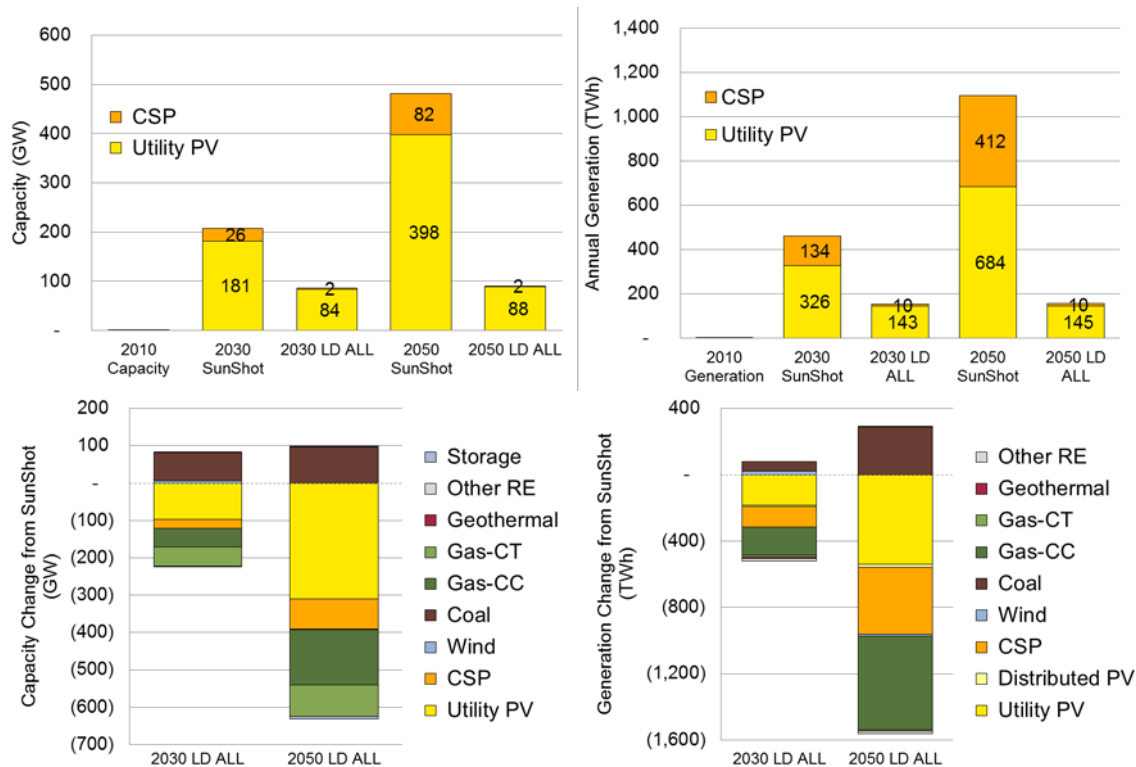 600
500
400
300
200
100
-
Capacity (GW)
CSP
Utility PV
26
181
2
84
82
398
2
88
2010 Capacity
2030 SunShot
2030 LD ALL
2050 SunShot
2050 LD ALL
1,400
1,200
1,000
800
600
400
200
-
Annual Generation (TWh)
CSP
Utility PV
134
326
10
143
412
684
10
145
2010 Generation
2030 SunShot
2030 LD ALL
2050 SunShot
2050 LD ALL
200
100
-
(100)
(200)
(300)
(400)
(500)
(600)
(700)
Capacity Change from SunShot
(GW)
2030 LD ALL
2050 LD ALL
Storage
Other RE
Geothermal
Gas-CT
Gas-CC
Coal
Wind
CSP
Utility PV
400
-
(400)
(800)
(1,200)
(1,600)
Generation Change from SunShot
(TWh)
2030 LD ALL
2050 LD ALL
Other RE
Geothermal
Gas-CT
Gas-CC
Coal
Wind
CSP
Distributed PV
Utility PV